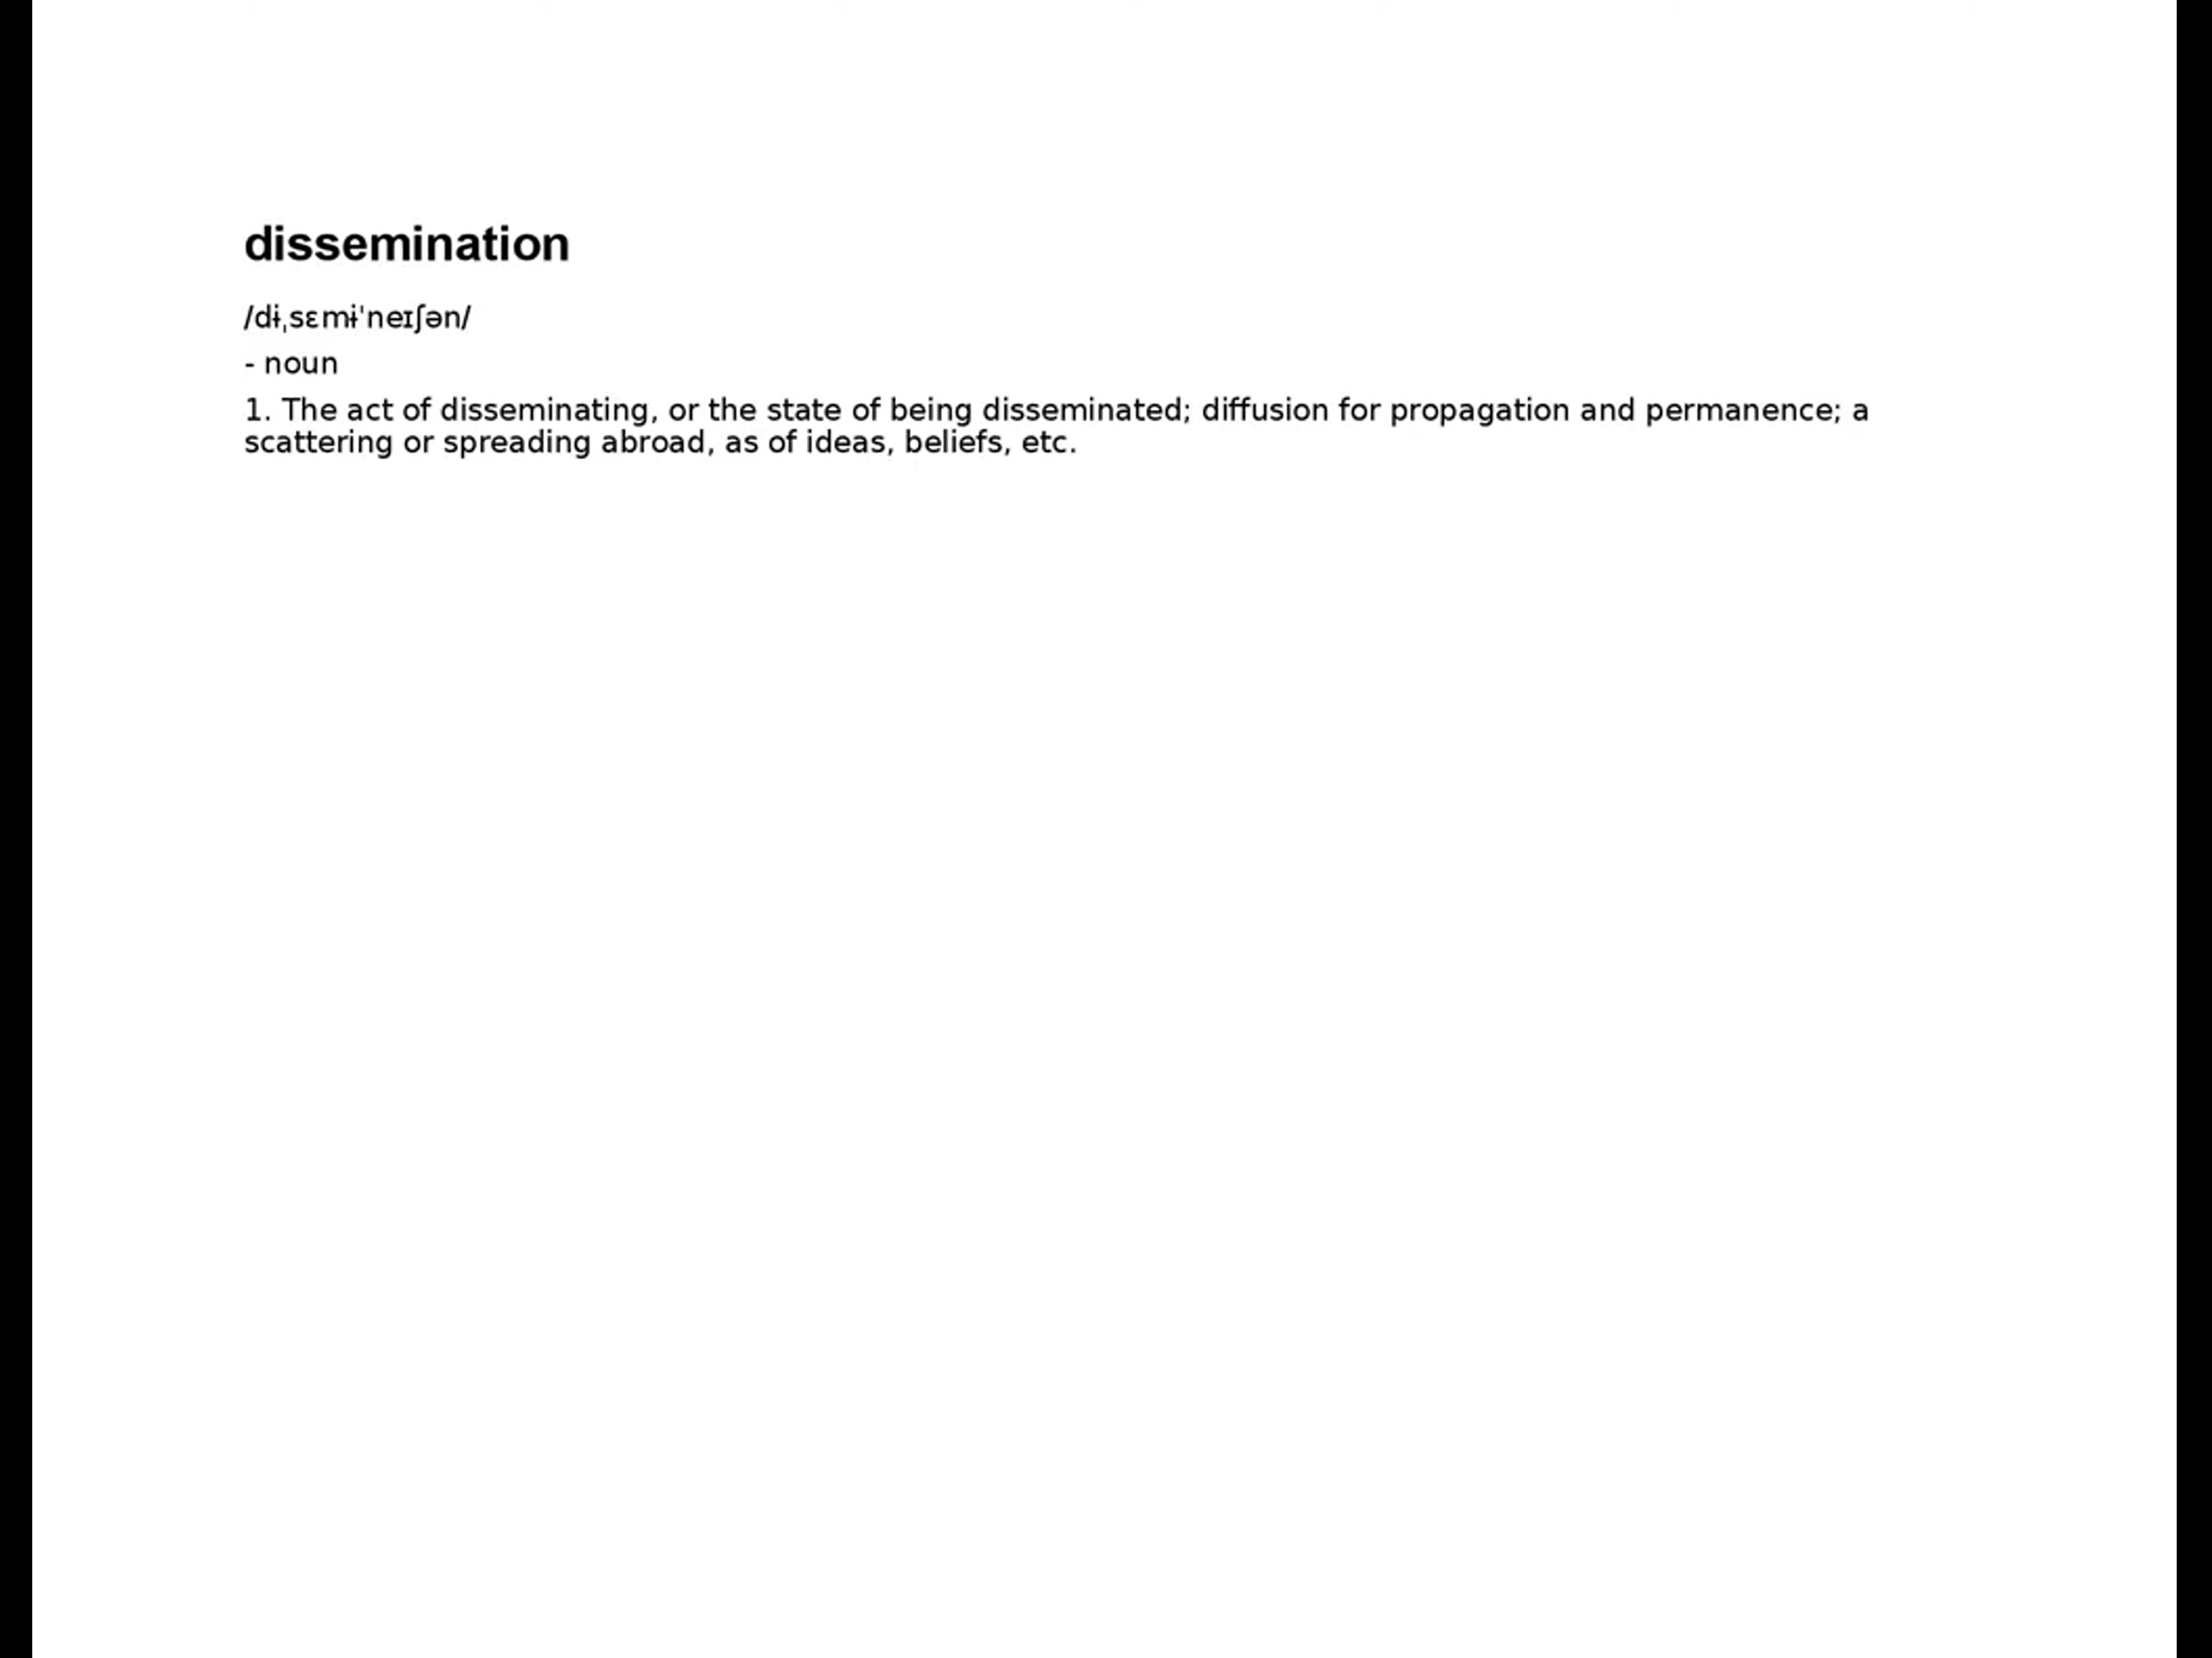 dissemination
/dɨˌsɛmɨˈneɪʃən/
- noun
1. The act of disseminating, or the state of being disseminated; diffusion for propagation and permanence; a
scattering or spreading abroad, as of ideas, beliefs, etc.